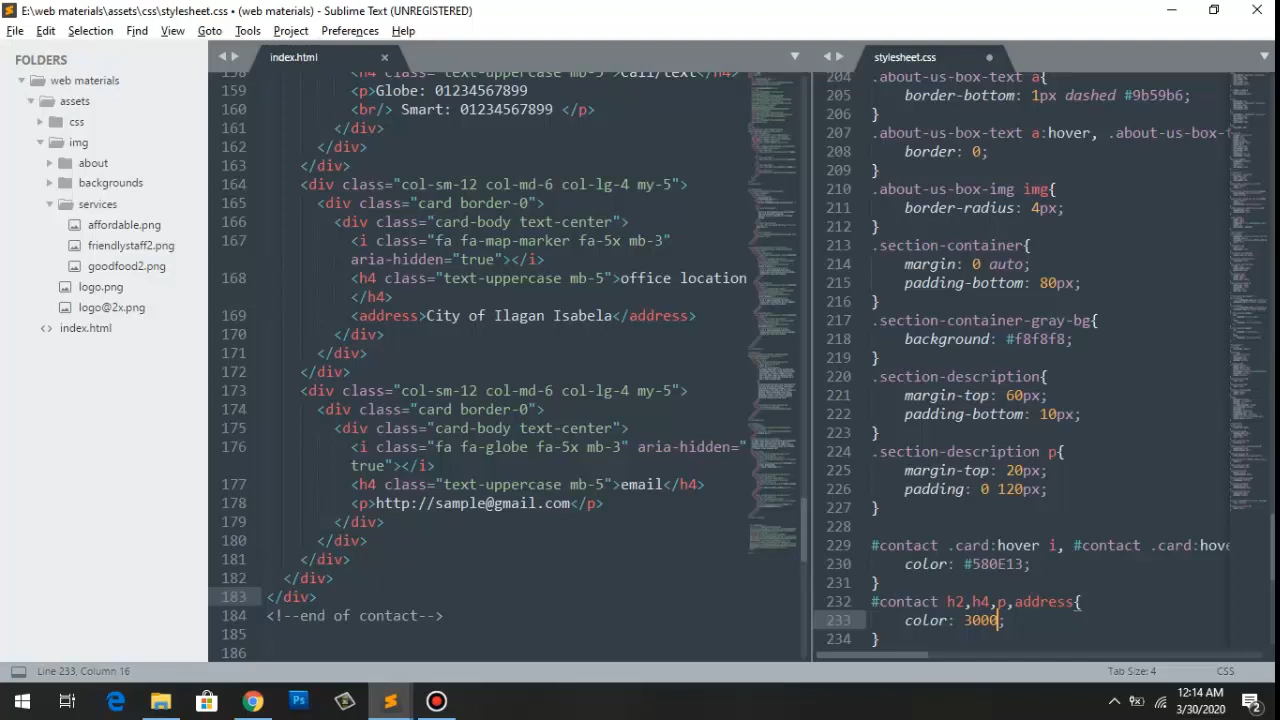 E:\web materials\assets\css\stylesheet.css • (web materials) - Sublime Text (UNREGISTERED)
File Edit Selection Find View Goto Tools Project Preferences Help
FOLDERS
web materials
assets
css
img
about
backgrounds
services
affordable.png
friendlystaff2.png
goodfood2.png
logo.png
logo@2x.png
index.html
index.html
158 <h4 class="text-uppercase mb-5">Call/text</h4>
159 <p>Globe: 01234567899
160 <br/> Smart: 01234567899 </p>
161 </div>
162 </div>
163 </div>
164 <div class="col-sm-12 col-md-6 col-lg-4 my-5">
165 <div class="card border-0">
166 <div class="card-body text-center">
167 <i class="fa fa-map-marker fa-5x mb-3"
aria-hidden="true"></i>
168 <h4 class="text-uppercase mb-5">office location
</h4>
169 <address>City of Ilagan Isabela</address>
170 </div>
171 </div>
172 </div>
173 <div class="col-sm-12 col-md-6 col-lg-4 my-5">
174 <div class="card border-0">
175 <div class="card-body text-center">
176 <i class="fa fa-globe fa-5x mb-3" aria-hidden="
true"></i>
177 <h4 class="text-uppercase mb-5">email</h4>
178 <p>http://sample@gmail.com</p>
179 </div>
180 </div>
181 </div>
182 </div>
183 </div>
184 <!--end of contact-->
185
186
stylesheet.css
204 .about-us-box-text a{
205 border-bottom: 1px dashed #9b59b6;
206 }
207 .about-us-box-text a:hover, .about-us-box-t
208 border: 0;
209 }
210 .about-us-box-img img{
211 border-radius: 4px;
212 }
213 .section-container{
214 margin: 0 auto;
215 padding-bottom: 80px;
216 }
217 .section-container-gray-bg{
218 background: #f8f8f8;
219 }
220 .section-description{
221 margin-top: 60px;
222 padding-bottom: 10px;
223 }
224 .section-description p{
225 margin-top: 20px;
226 padding: 0 120px;
227 }
228
229 #contact .card:hover i, #contact .card:hove
230 color: #580E13;
231 }
232 #contact h2,h4,p,address{
233 color: 3000;
234 }
Line 233, Column 16
Tab Size: 4
CSS
12:14 AM
3/30/2020
2